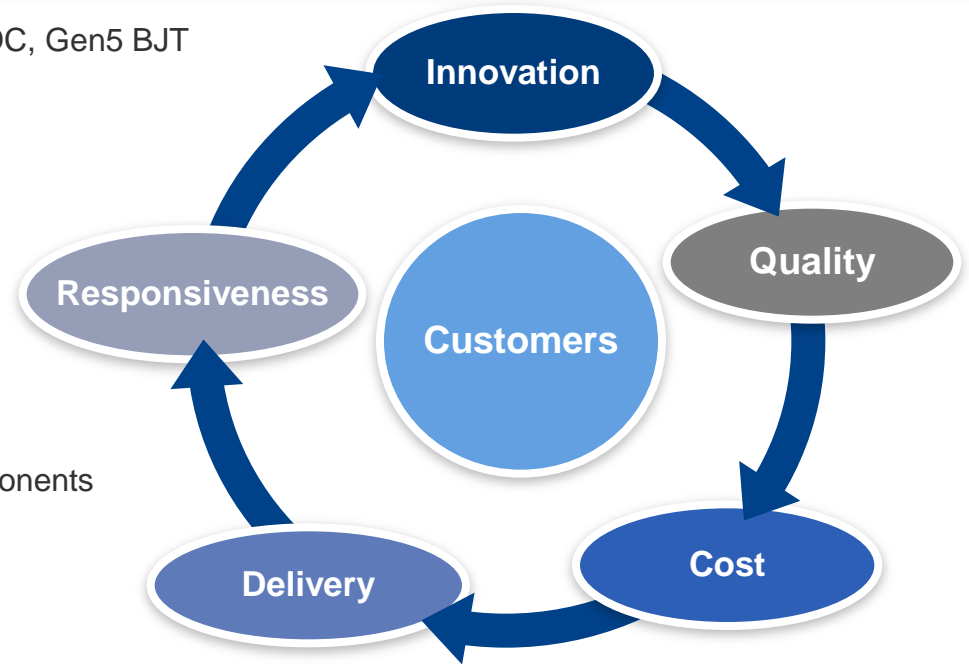 C, Gen5 BJT
Innovation
Quality
Responsiveness
Customers
onents
Cost
Delivery